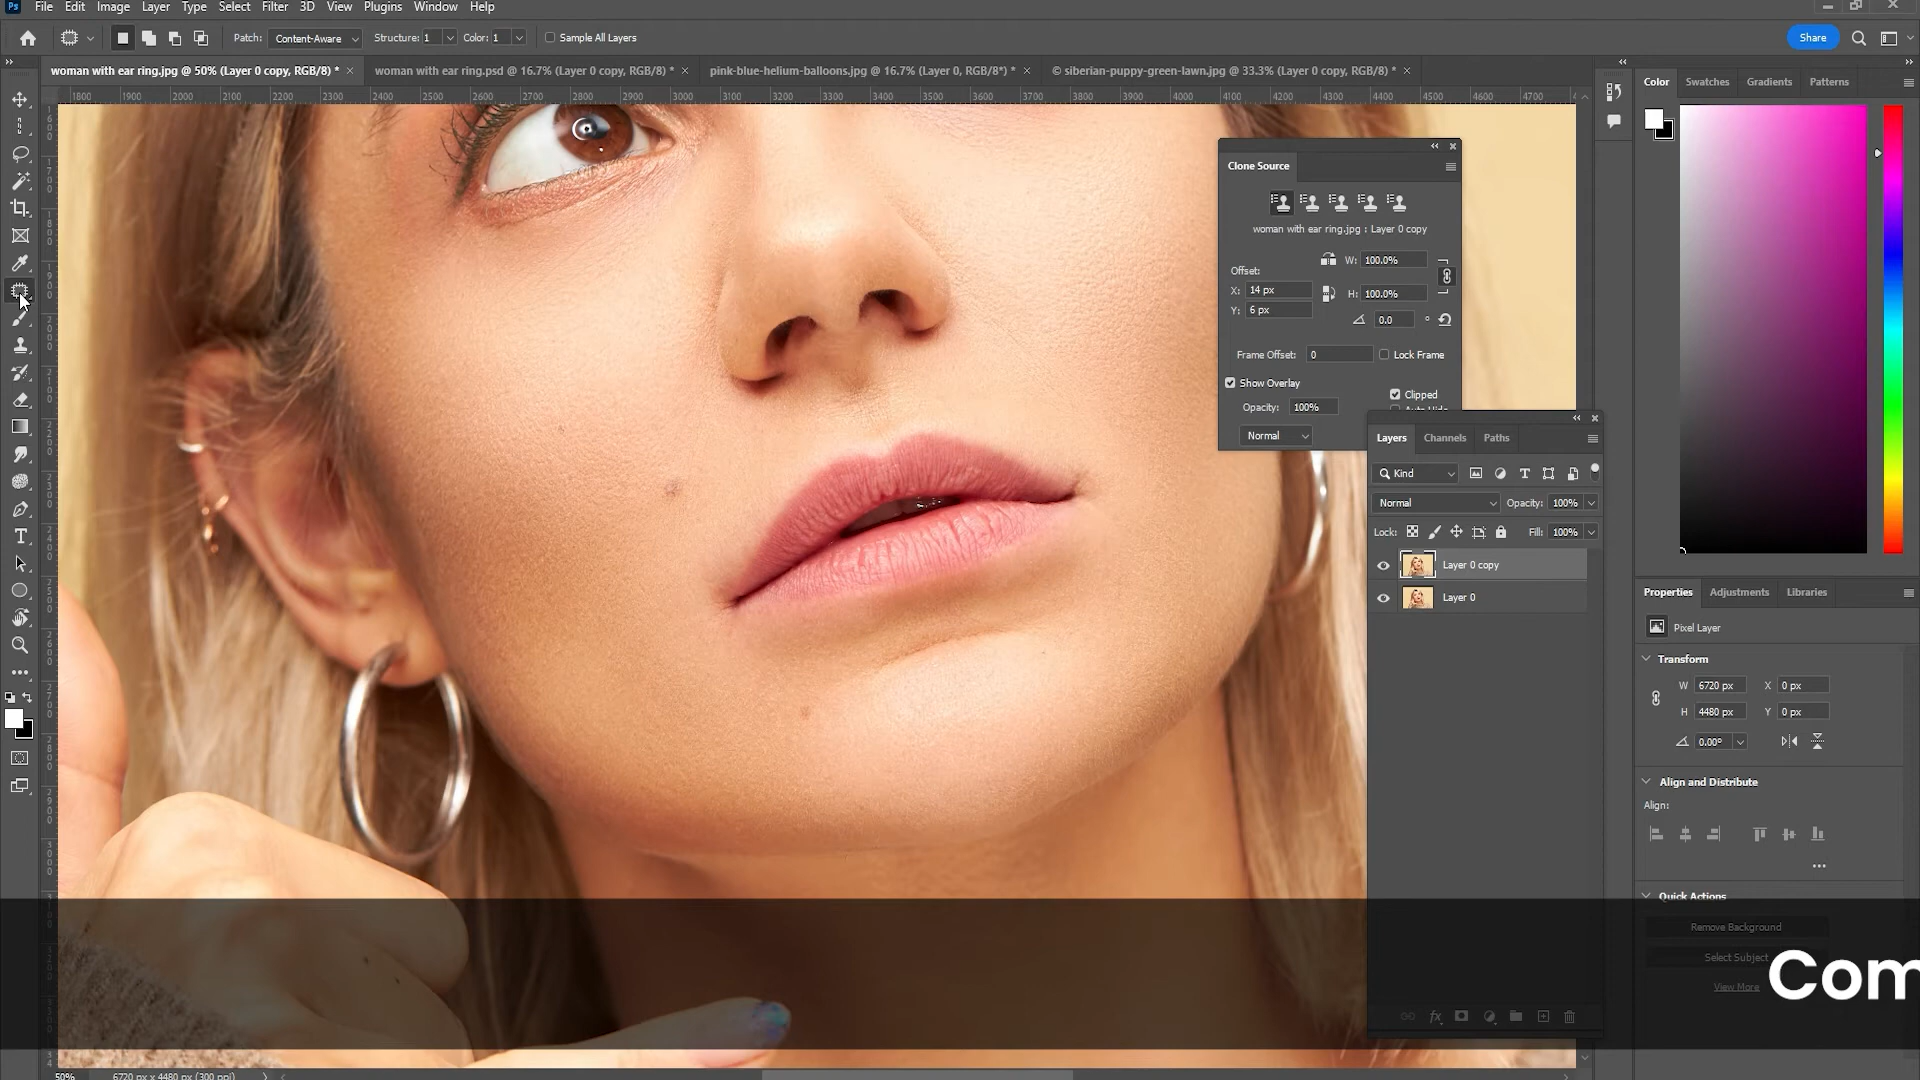 Ps File Edit Image Layer Type Select Filter 3D View Plugins Window Help
Patch: Content-Aware Structure: 1 Color: 1 Sample All Layers Share
woman with ear ring.jpg @ 50% (Layer 0 copy, RGB/8) * × woman with ear ring.psd @ 16.7% (Layer 0 copy, RGB/8) * × pink-blue-helium-balloons.jpg @ 16.7% (Layer 0, RGB/8*) * × © siberian-puppy-green-lawn.jpg @ 33.3% (Layer 0 copy, RGB/8*) * ×
1800 1900 2000 2100 2200 2300 2400 2500 2600 2700 2800 2900 3000 3100 3200 3300 3400 3500 3600 3700 3800 3900 4000 4100 4200 4300 4400 4500 4600 4700
Clone Source
woman with ear ring.jpg : Layer 0 copy
Offset:
W: 100.0%
X: 14 px
H: 100.0%
Y: 6 px
0.0 °
Frame Offset: 0 Lock Frame
Show Overlay
Clipped
Opacity: 100%
Auto Hide
Normal
Layers Channels Paths
Kind
Normal Opacity: 100%
Lock: Fill: 100%
Layer 0 copy
Layer 0
Color Swatches Gradients Patterns
Properties Adjustments Libraries
Pixel Layer
Transform
W 6720 px X 0 px
H 4480 px Y 0 px
0.00°
Align and Distribute
Align:
Quick Actions
Remove Background
Select Subject
View More
Com
50% 6720 px x 4480 px (300 ppi)